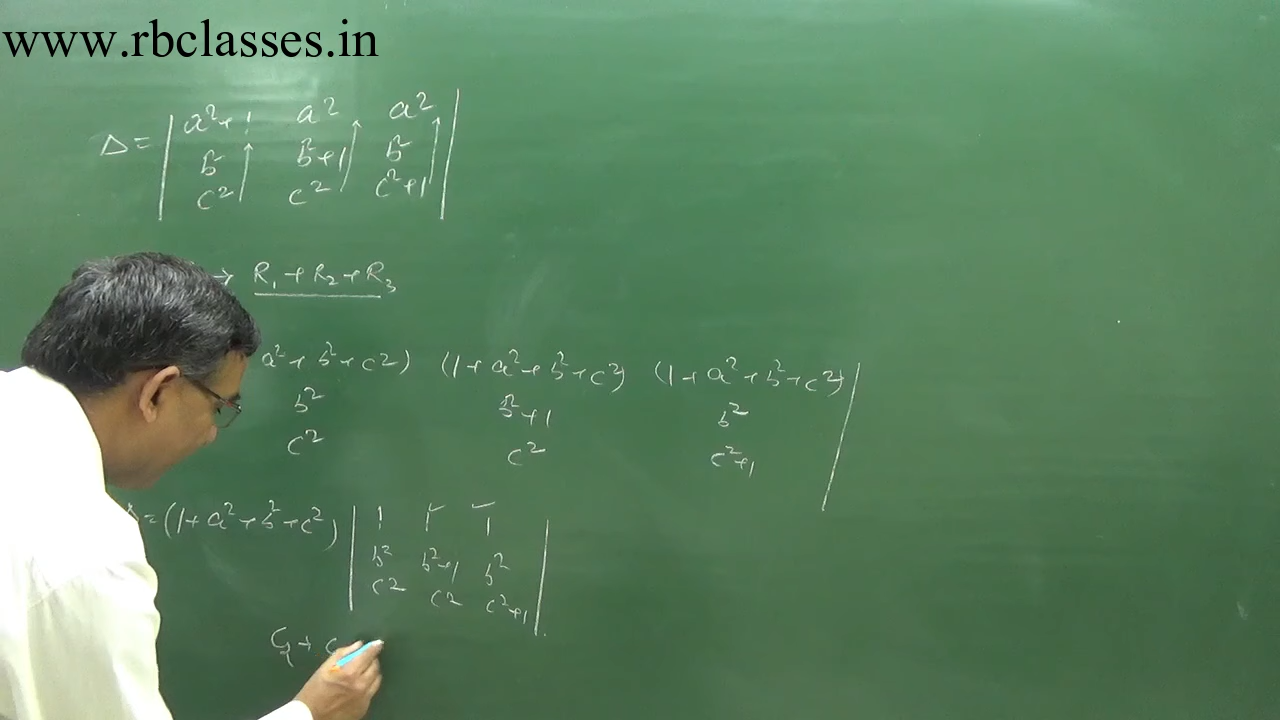 www.rbclasses.in
Δ = | a²+1 a² a² |
| b² b²+1 b² |
| c² c² c²+1 |
→ R₁ + R₂ + R₃
a² + b² + c²) (1 + a² + b² + c²) (1 + a² + b² + c²) |
b² b²+1 b² |
c² c² c²+1 |
Δ = (1 + a² + b² + c²) | 1 1 1 |
| b² b²+1 b² |
| c² c² c²+1 |
→